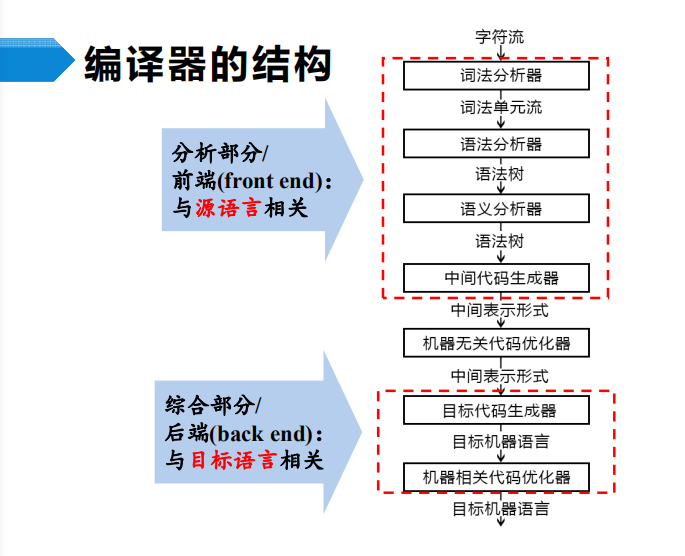 编译器的结构
分析部分/
前端(front end)：
与源语言相关
综合部分/
后端(back end)：
与目标语言相关
字符流
词法分析器
词法单元流
语法分析器
语法树
语义分析器
语法树
中间代码生成器
中间表示形式
机器无关代码优化器
中间表示形式
目标代码生成器
目标机器语言
机器相关代码优化器
目标机器语言